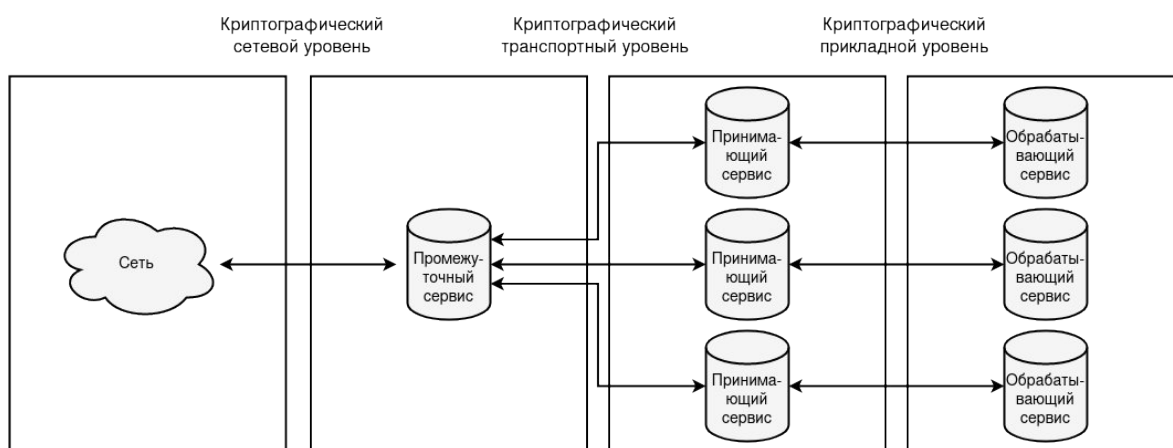 Криптографический
сетевой уровень
Криптографический
транспортный уровень
Криптографический
прикладной уровень
Сеть
Промежу-
точный
сервис
Принима-
ющий
сервис
Обрабаты-
вающий
сервис
Принима-
ющий
сервис
Обрабаты-
вающий
сервис
Принима-
ющий
сервис
Обрабаты-
вающий
сервис